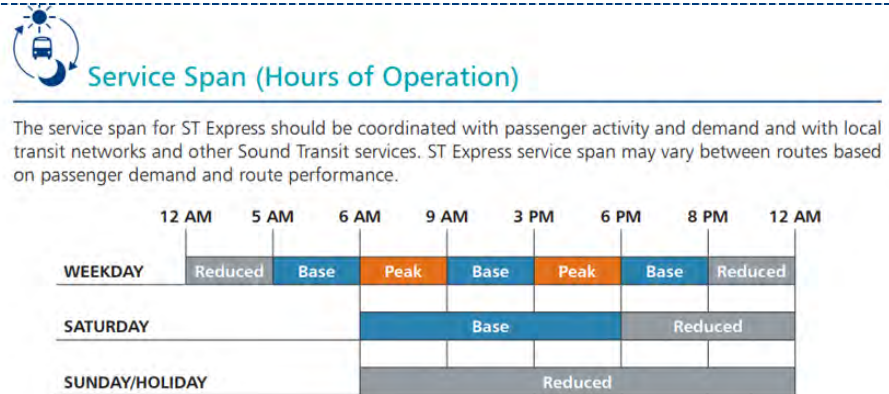 Service Span (Hours of Operation)
The service span for ST Express should be coordinated with passenger activity and demand and with local
transit networks and other Sound Transit services. ST Express service span may vary between routes based
on passenger demand and route performance.
12 AM 5 AM 6 AM 9 AM 3 PM 6 PM 8 PM 12 AM
WEEKDAY Reduced Base Peak Base Peak Base Reduced
SATURDAY Base Reduced
SUNDAY/HOLIDAY Reduced